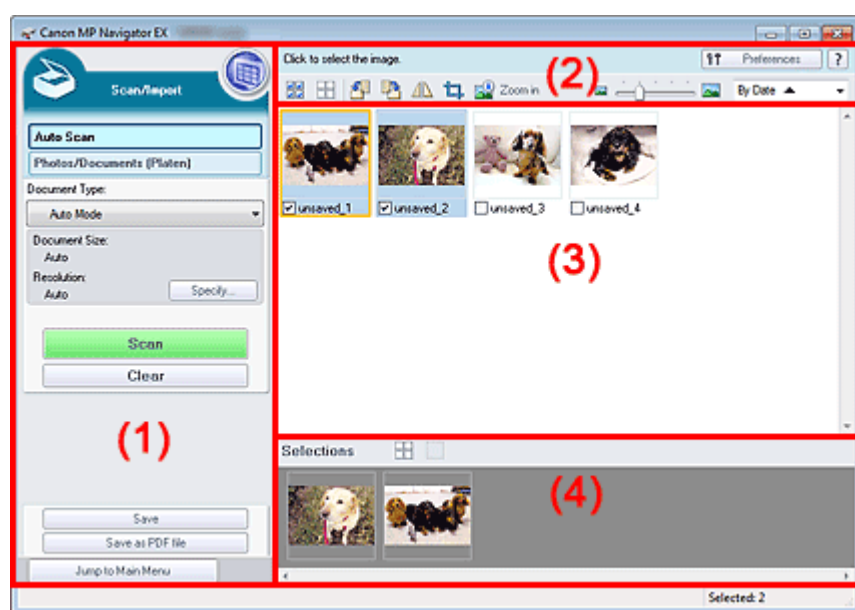 Canon MP Navigator EX
Scan/Import
Auto Scan
Photos/Documents (Platen)
Document Type:
Auto Mode
Document Size:
Auto
Resolution:
Auto
Specify...
Scan
Clear
(1)
Save
Save as PDF file
Jump to Main Menu
Click to select the image.
Preferences
?
Zoom in
(2)
By Date
unsaved_1
unsaved_2
unsaved_3
unsaved_4
(3)
Selections
(4)
Selected: 2